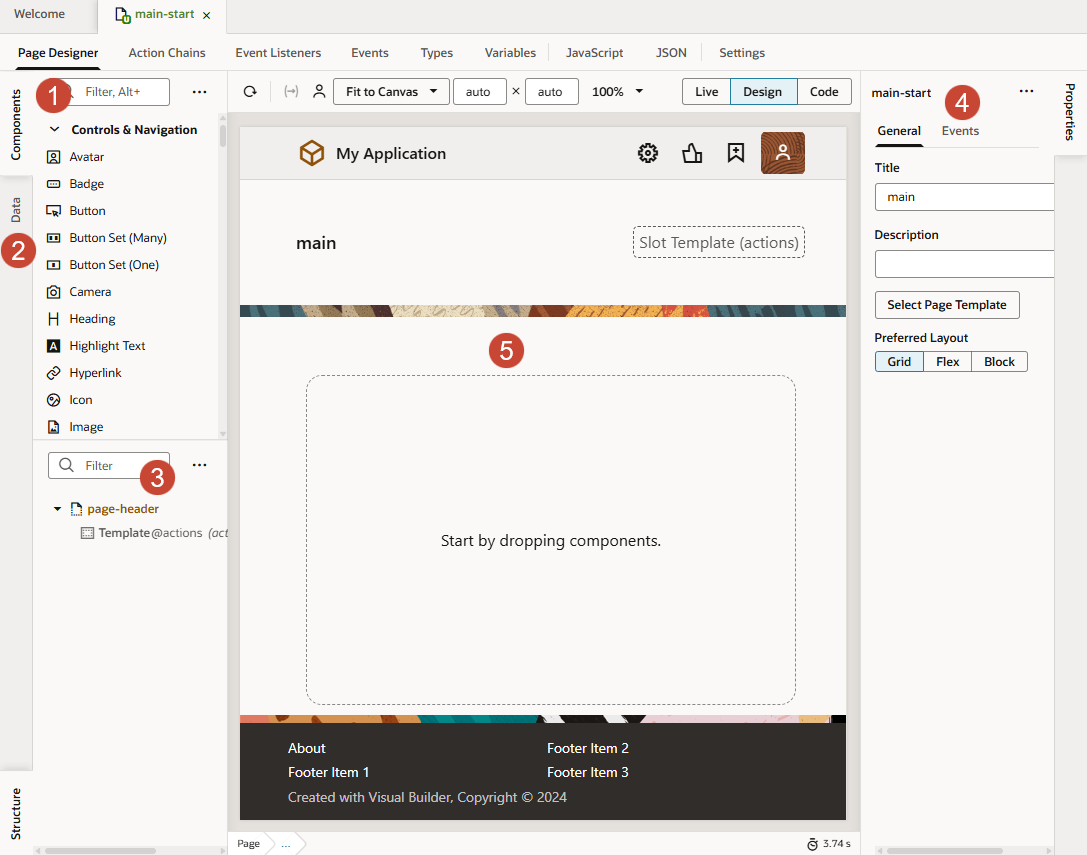 Welcome
main-start
Page Designer Action Chains Event Listeners Events Types Variables JavaScript JSON Settings
Components
1
Filter, Alt+
Controls & Navigation
Avatar
Badge
Button
Button Set (Many)
Button Set (One)
Camera
Heading
Highlight Text
Hyperlink
Icon
Image
Data
2
Filter
3
page-header
Template@actions (act
Structure
Fit to Canvas auto × auto 100% Live Design Code
My Application
main
Slot Template (actions)
5
Start by dropping components.
About Footer Item 2
Footer Item 1 Footer Item 3
Created with Visual Builder, Copyright © 2024
Page ... 3.74 s
main-start
4
General Events
Title
main
Description
Select Page Template
Preferred Layout
Grid Flex Block
Properties